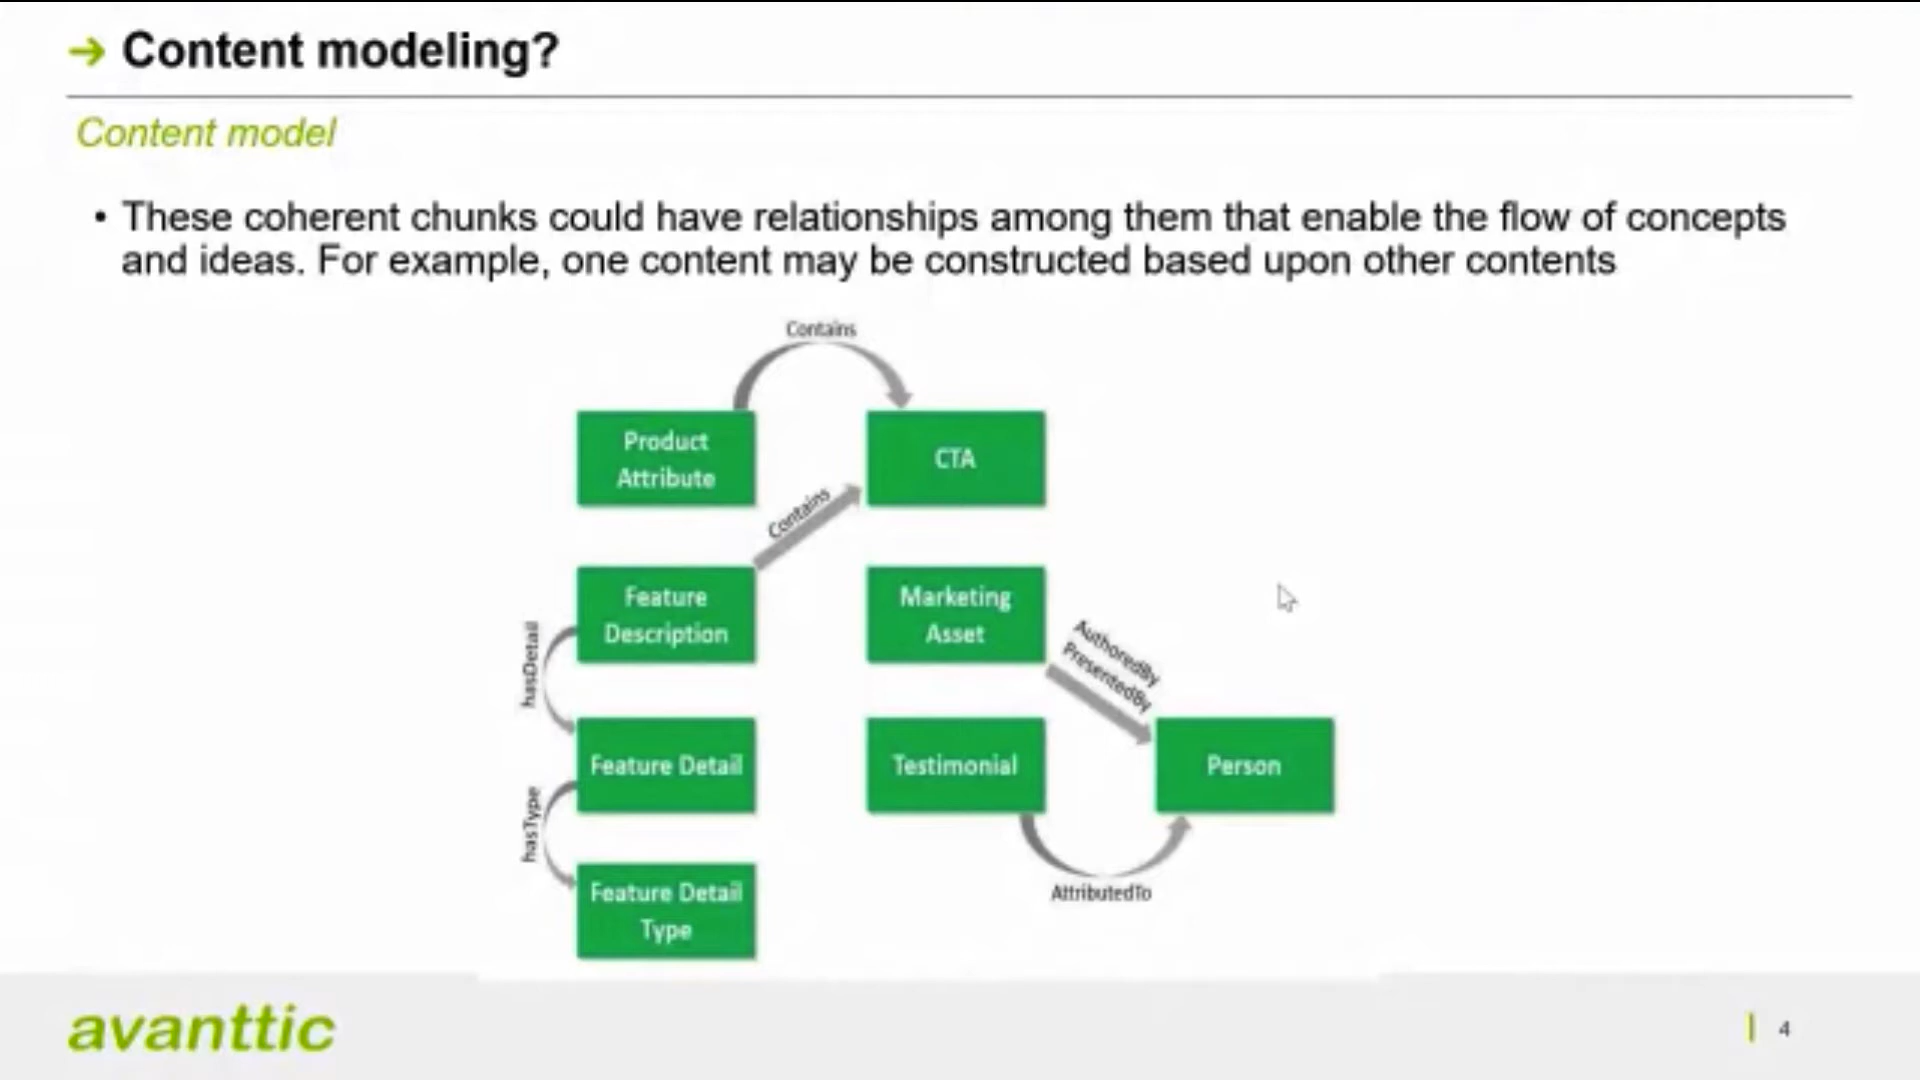 Content modeling?
Content model
• These coherent chunks could have relationships among them that enable the flow of concepts
and ideas. For example, one content may be constructed based upon other contents
Contains
Product
Attribute
CTA
Contains
Feature
Description
Marketing
Asset
hasDetail
AuthoredBy
PresentedBy
Feature Detail
Testimonial
Person
hasType
Feature Detail
Type
AttributedTo
avanttic
4